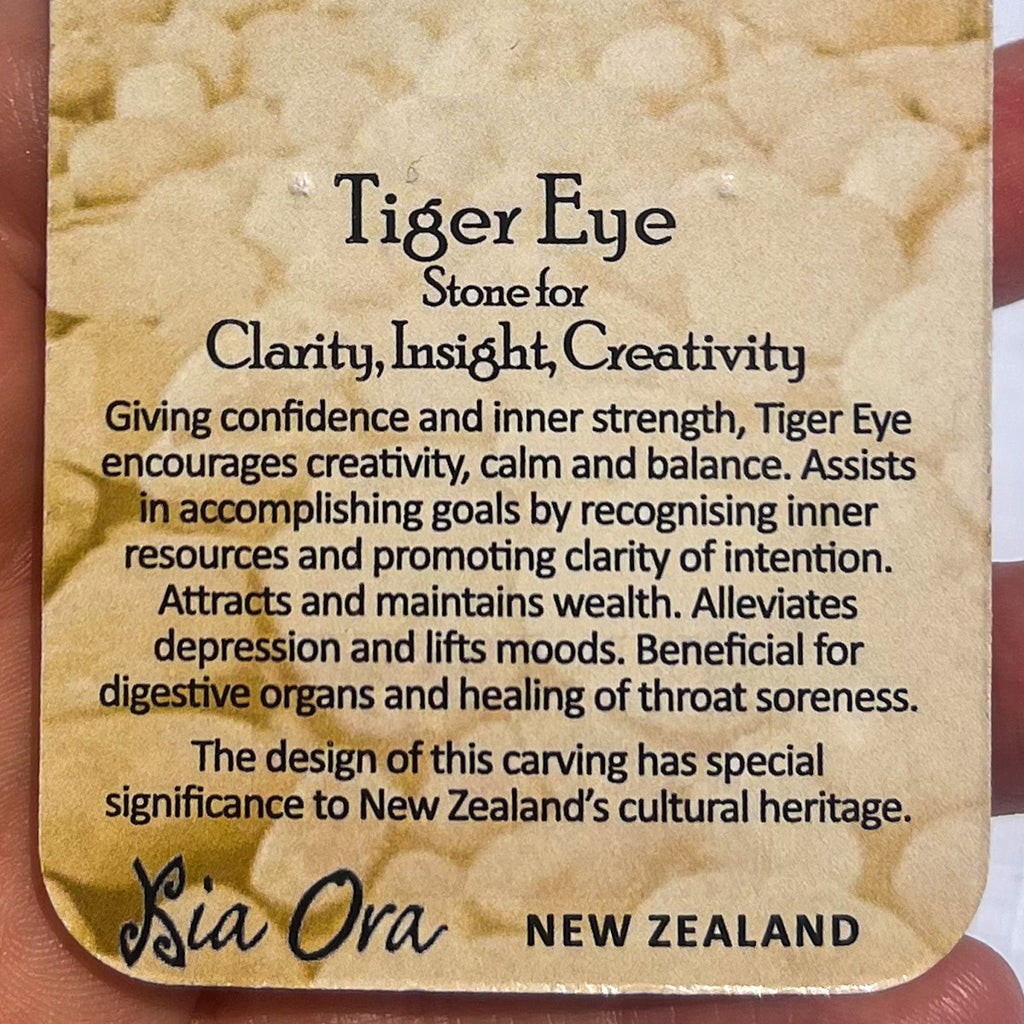 Tiger Eye
Stone for
Clarity, Insight, Creativity
Giving confidence and inner strength, Tiger Eye
encourages creativity, calm and balance. Assists
in accomplishing goals by recognising inner
resources and promoting clarity of intention.
Attracts and maintains wealth. Alleviates
depression and lifts moods. Beneficial for
digestive organs and healing of throat soreness.
The design of this carving has special
significance to New Zealand's cultural heritage.
Kia Ora NEW ZEALAND